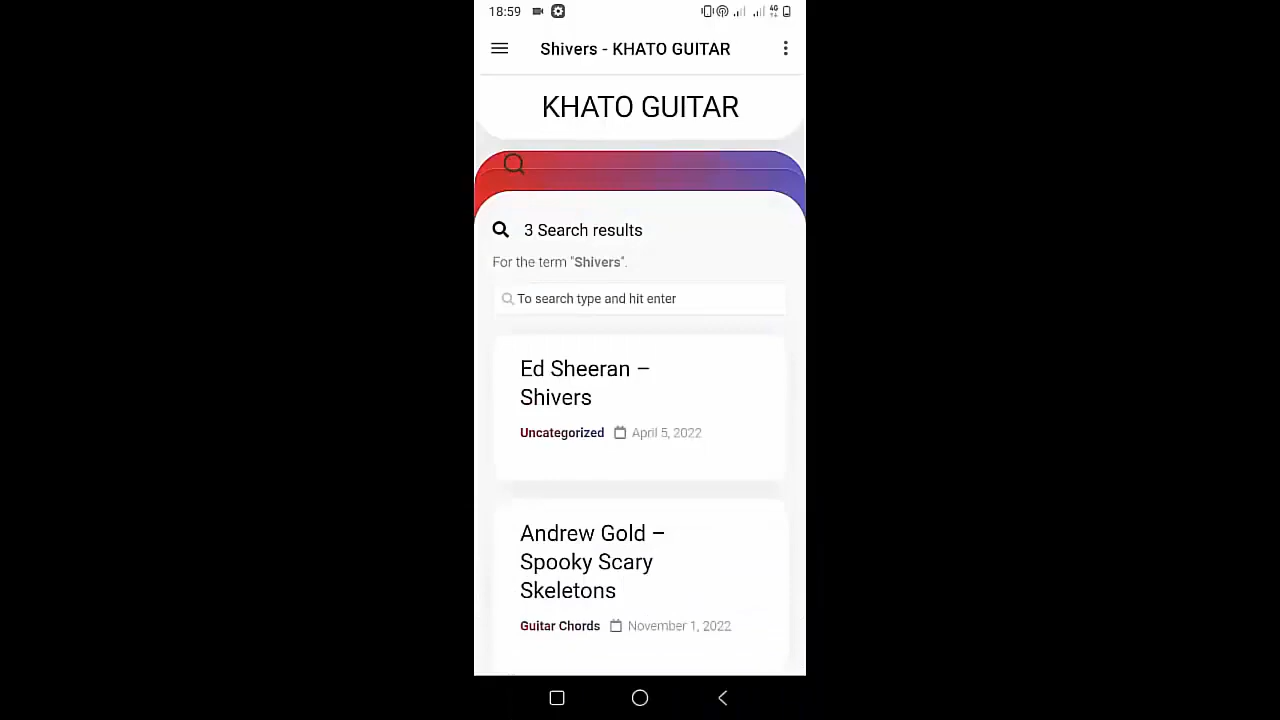 18:59
4G
Shivers - KHATO GUITAR
KHATO GUITAR
3 Search results
For the term "Shivers".
To search type and hit enter
Ed Sheeran –
Shivers
Uncategorized April 5, 2022
Andrew Gold –
Spooky Scary
Skeletons
Guitar Chords November 1, 2022